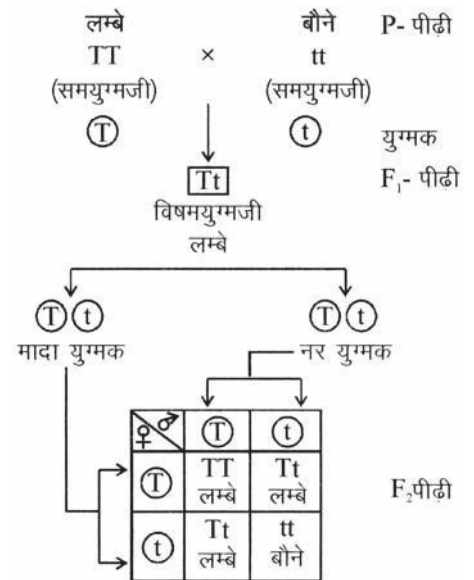 लम्बे बौने P- पीढ़ी
TT × tt
(समयुग्मजी) (समयुग्मजी)
T t युग्मक
Tt F₁- पीढ़ी
विषमयुग्मजी
लम्बे
T t T t
मादा युग्मक नर युग्मक
♀ ♂ T t
T TT Tt
लम्बे लम्बे F₂पीढ़ी
t Tt tt
लम्बे बौने